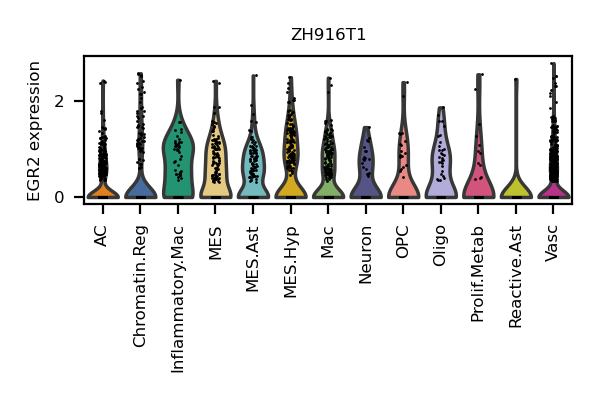 ZH916T1
EGR2 expression
2
0
AC
Chromatin.Reg
Inflammatory.Mac
MES
MES.Ast
MES.Hyp
Mac
Neuron
OPC
Oligo
Prolif.Metab
Reactive.Ast
Vasc